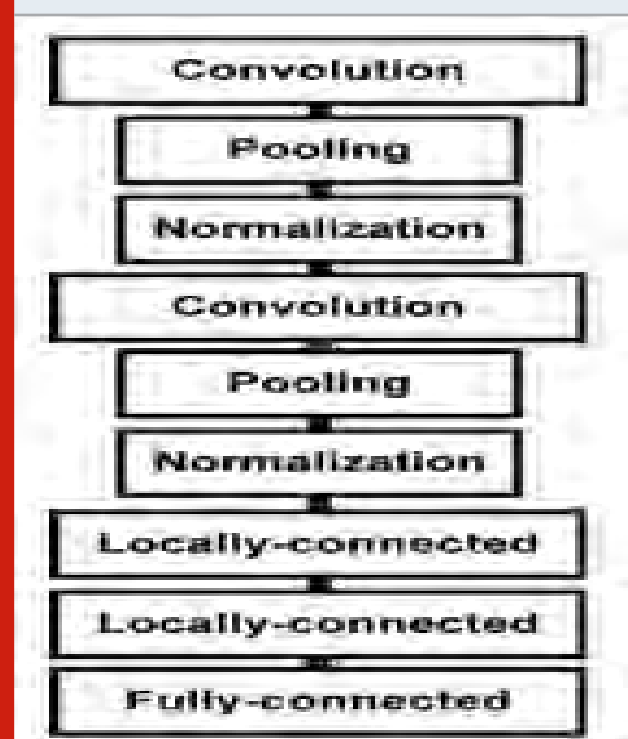 Convolution
Pooling
Normalization
Convolution
Pooling
Normalization
Locally-connected
Locally-connected
Fully-connected